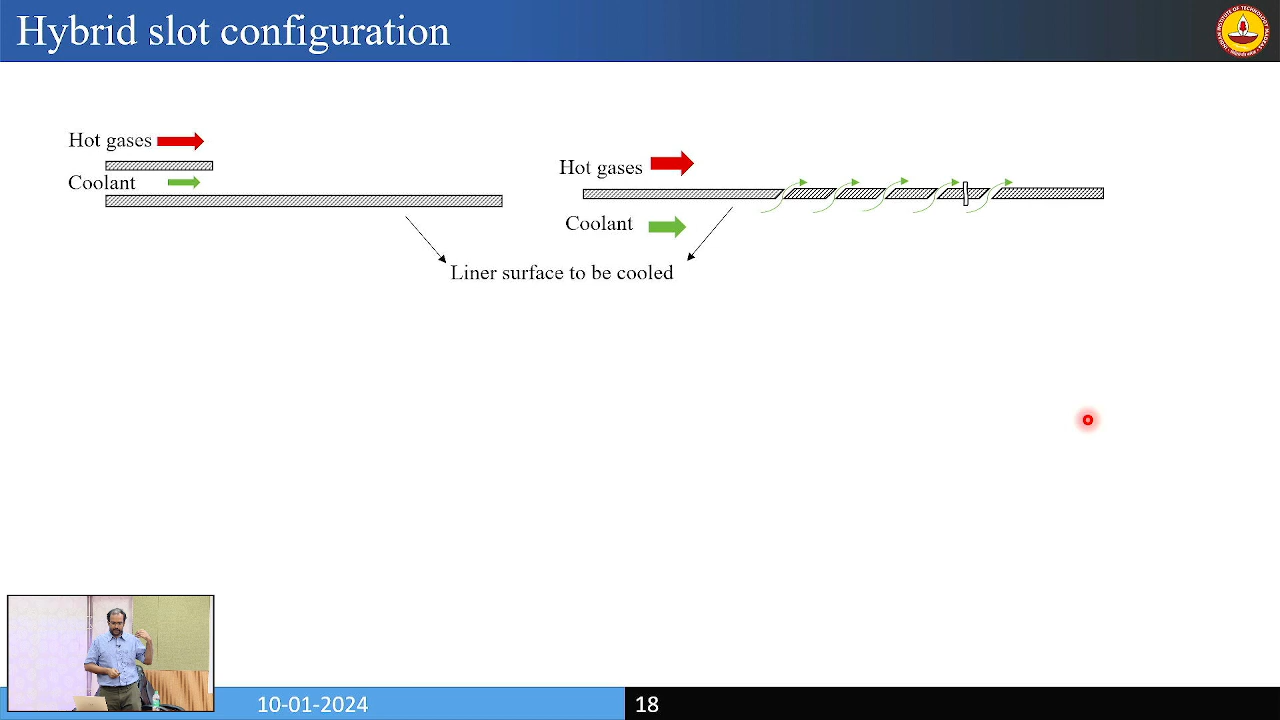 Hybrid slot configuration
Hot gases
Coolant
Hot gases
Coolant
Liner surface to be cooled
10-01-2024
18